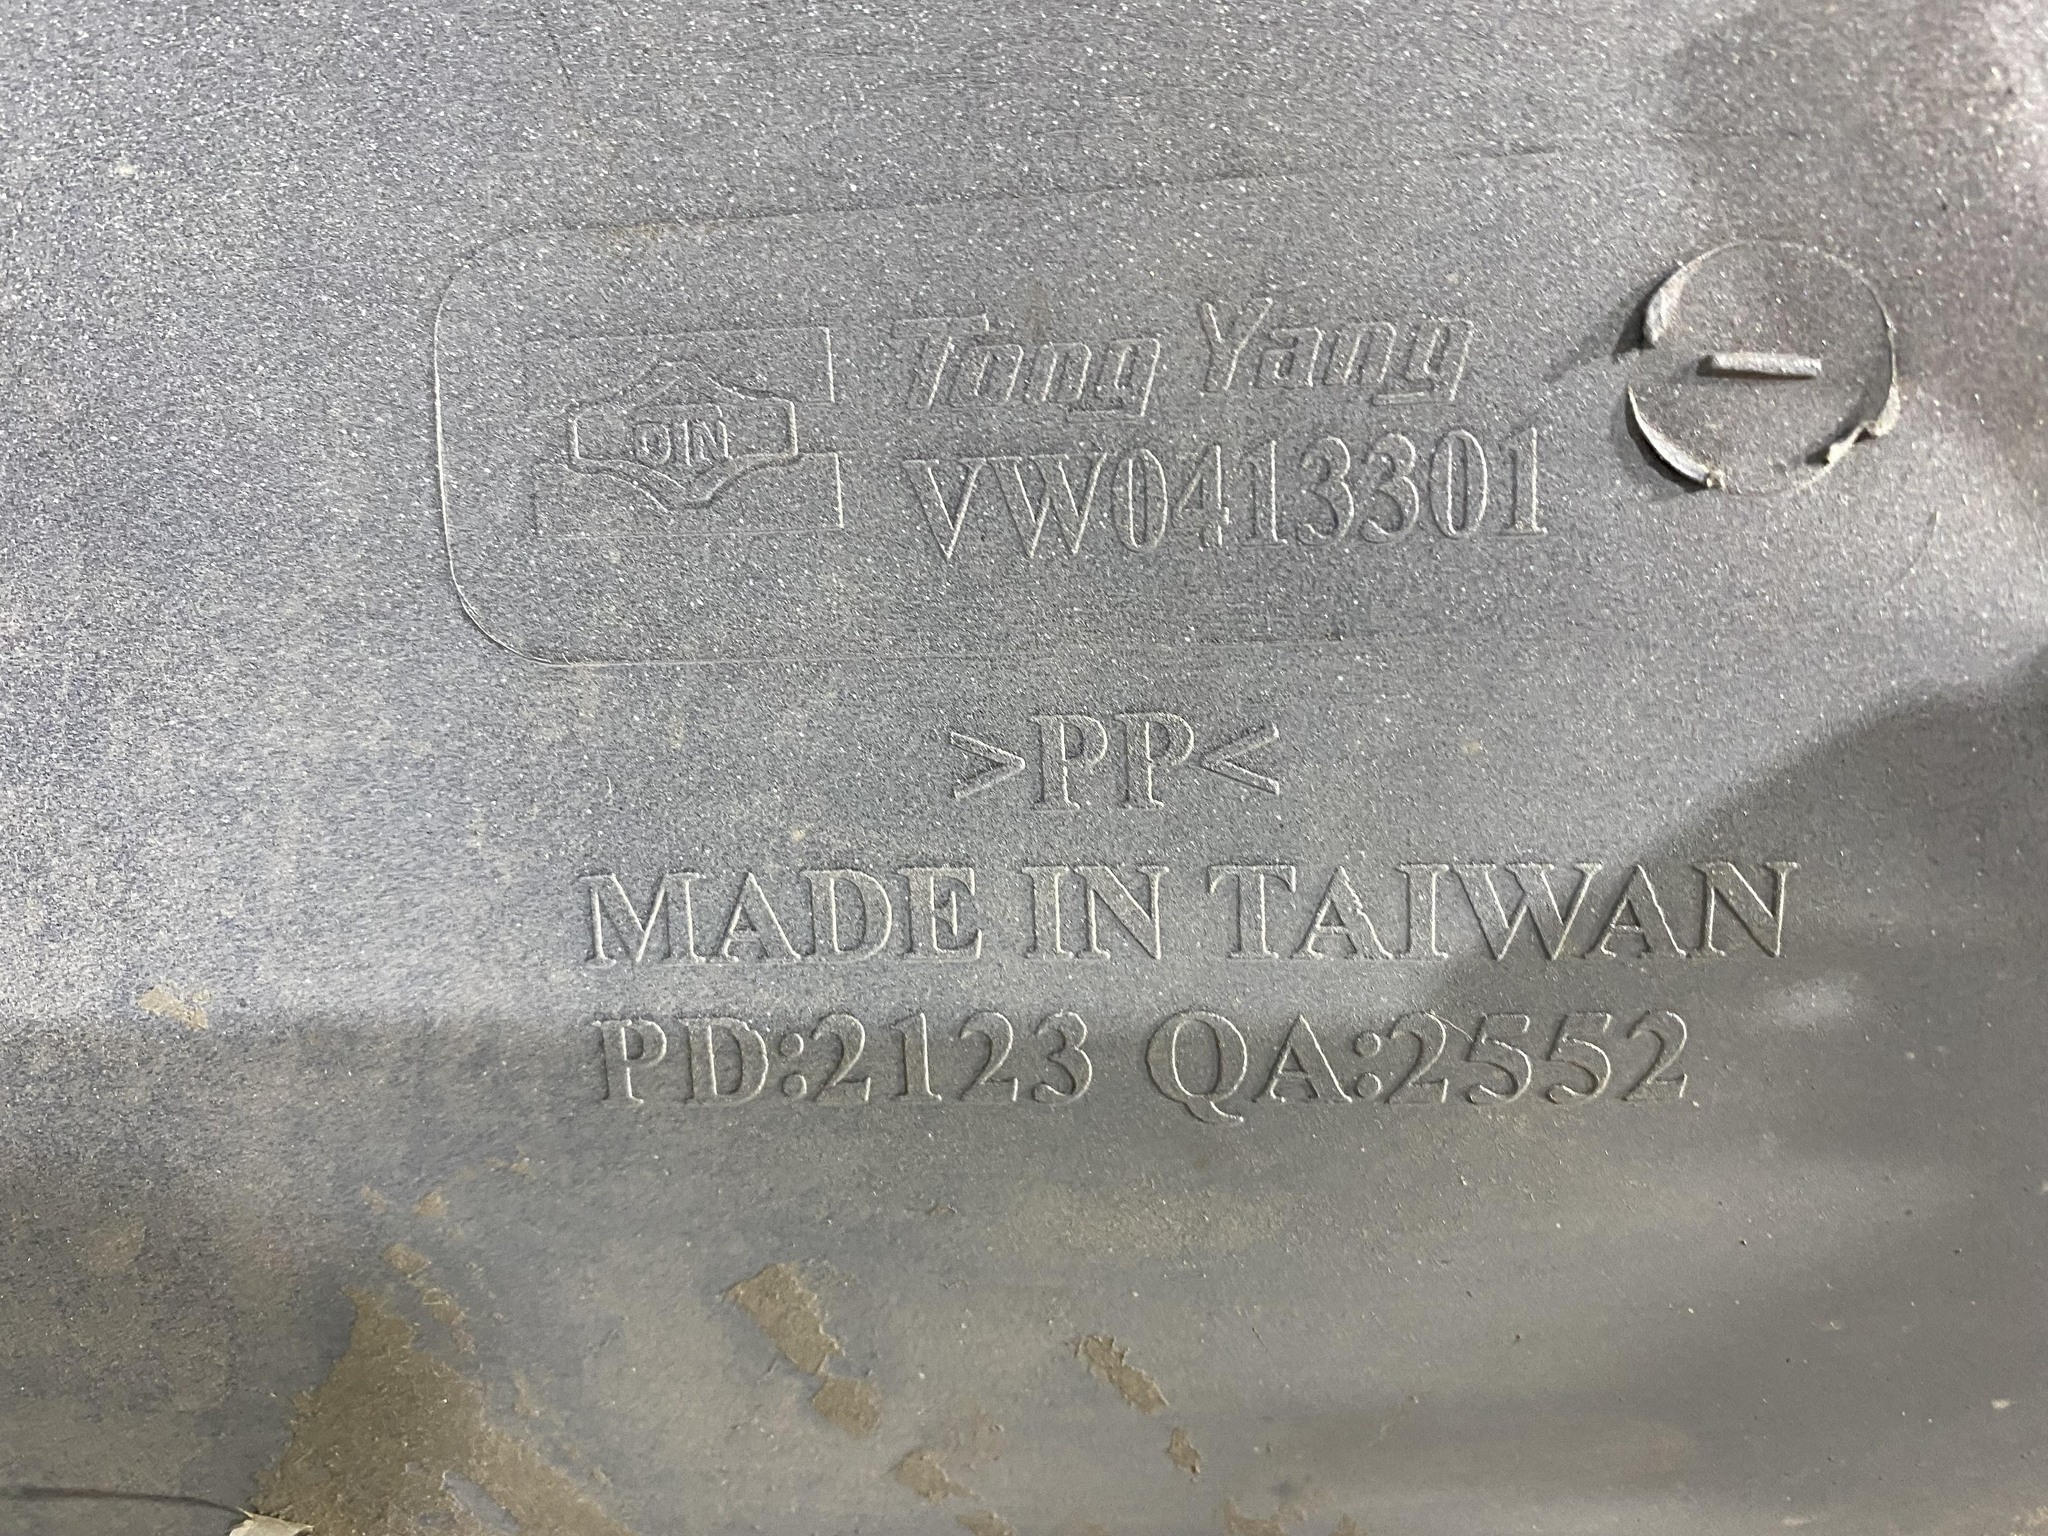 Tong Yang
VW0413301
>PP<
MADE IN TAIWAN
PD:2123 QA:2552